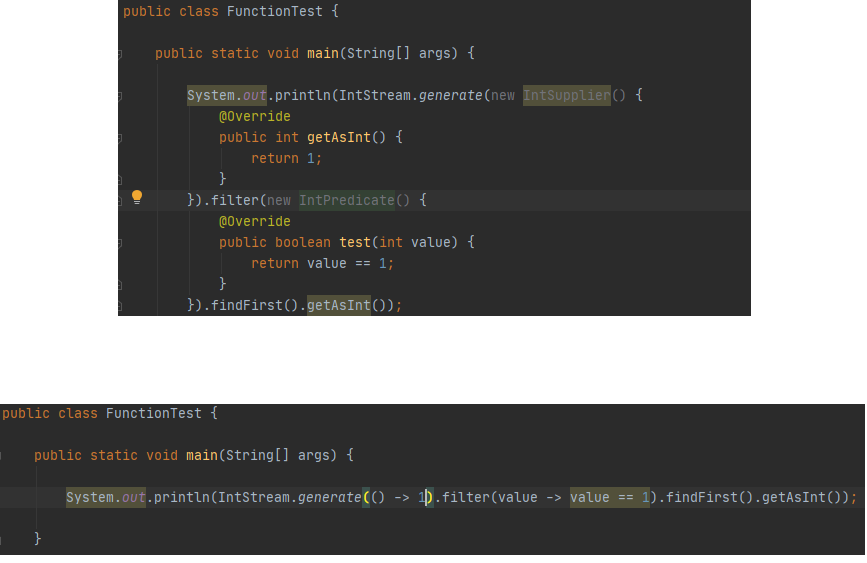 public class FunctionTest {
public static void main(String[] args) {
System.out.println(IntStream.generate(new IntSupplier() {
@Override
public int getAsInt() {
return 1;
}
}).filter(new IntPredicate() {
@Override
public boolean test(int value) {
return value == 1;
}
}).findFirst().getAsInt());
public class FunctionTest {
public static void main(String[] args) {
System.out.println(IntStream.generate(() -> 1).filter(value -> value == 1).findFirst().getAsInt());
}